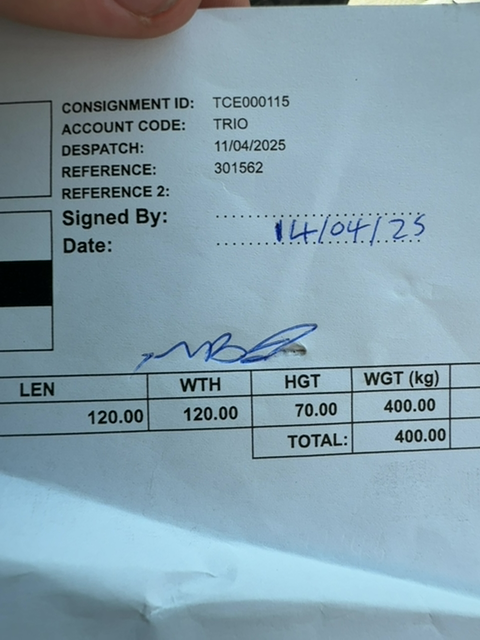 CONSIGNMENT ID: TCE000115
ACCOUNT CODE: TRIO
DESPATCH: 11/04/2025
REFERENCE: 301562
REFERENCE 2:
Signed By:
Date: 14/04/25
LEN WTH HGT WGT (kg)
120.00 120.00 70.00 400.00
TOTAL: 400.00